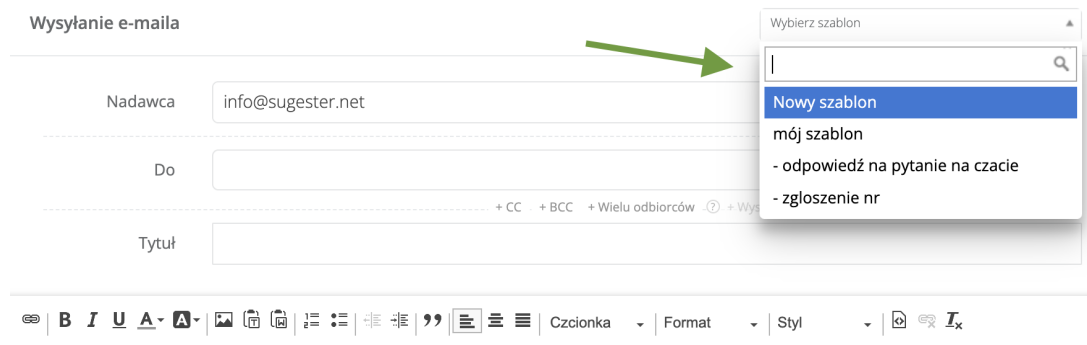 Wysyłanie e-maila
Wybierz szablon
Nowy szablon
mój szablon
- odpowiedź na pytanie na czacie
- zgloszenie nr
Nadawca
info@sugester.net
Do
+ CC + BCC + Wielu odbiorców ? + Wys
Tytuł
B I U A A Czcionka Format Styl